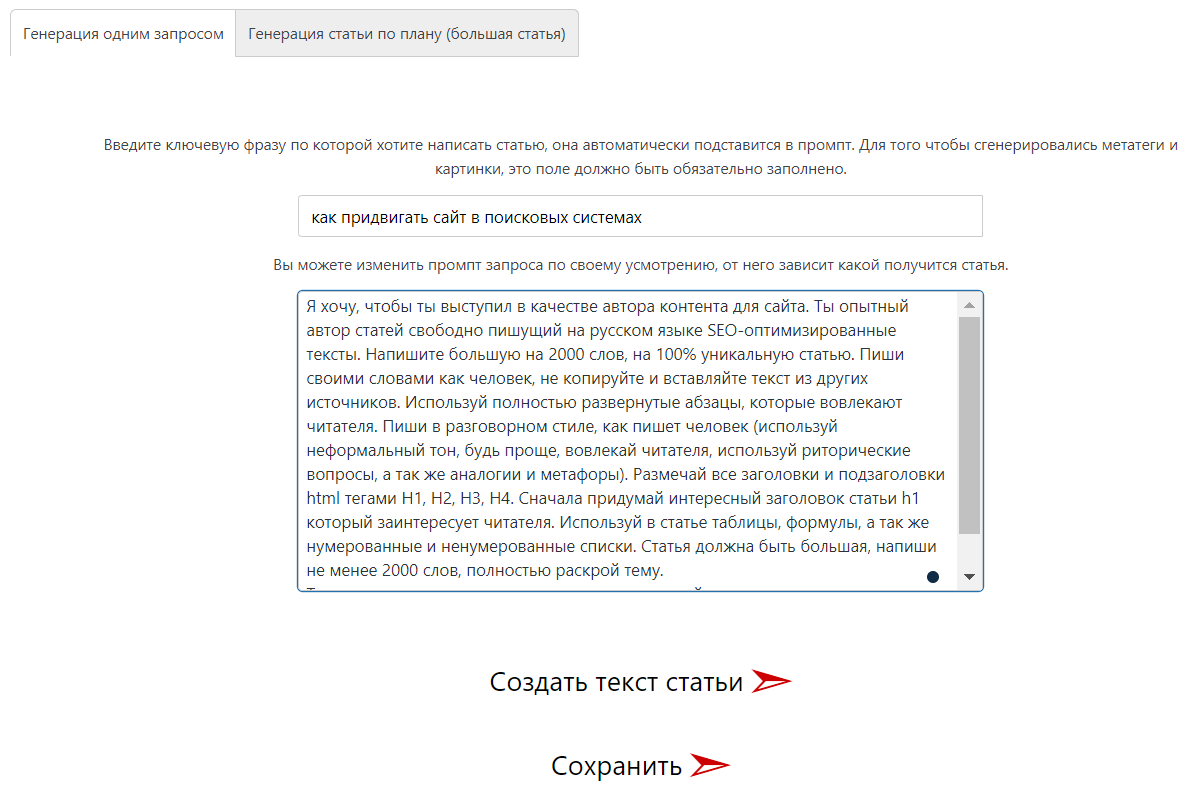 Генерация одним запросом
Генерация статьи по плану (большая статья)
Введите ключевую фразу по которой хотите написать статью, она автоматически подставится в промпт. Для того чтобы сгенерировались метатеги и
картинки, это поле должно быть обязательно заполнено.
как придвигать сайт в поисковых системах
Вы можете изменить промпт запроса по своему усмотрению, от него зависит какой получится статья.
Я хочу, чтобы ты выступил в качестве автора контента для сайта. Ты опытный
автор статей свободно пишущий на русском языке SEO-оптимизированные
тексты. Напишите большую на 2000 слов, на 100% уникальную статью. Пиши
своими словами как человек, не копируйте и вставляйте текст из других
источников. Используй полностью развернутые абзацы, которые вовлекают
читателя. Пиши в разговорном стиле, как пишет человек (используй
неформальный тон, будь проще, вовлекай читателя, используй риторические
вопросы, а так же аналогии и метафоры). Размечай все заголовки и подзаголовки
html тегами H1, H2, H3, H4. Сначала придумай интересный заголовок статьи h1
который заинтересует читателя. Используй в статье таблицы, формулы, а так же
нумерованные и ненумерованные списки. Статья должна быть большая, напиши
не менее 2000 слов, полностью раскрой тему.
Создать текст статьи
Сохранить